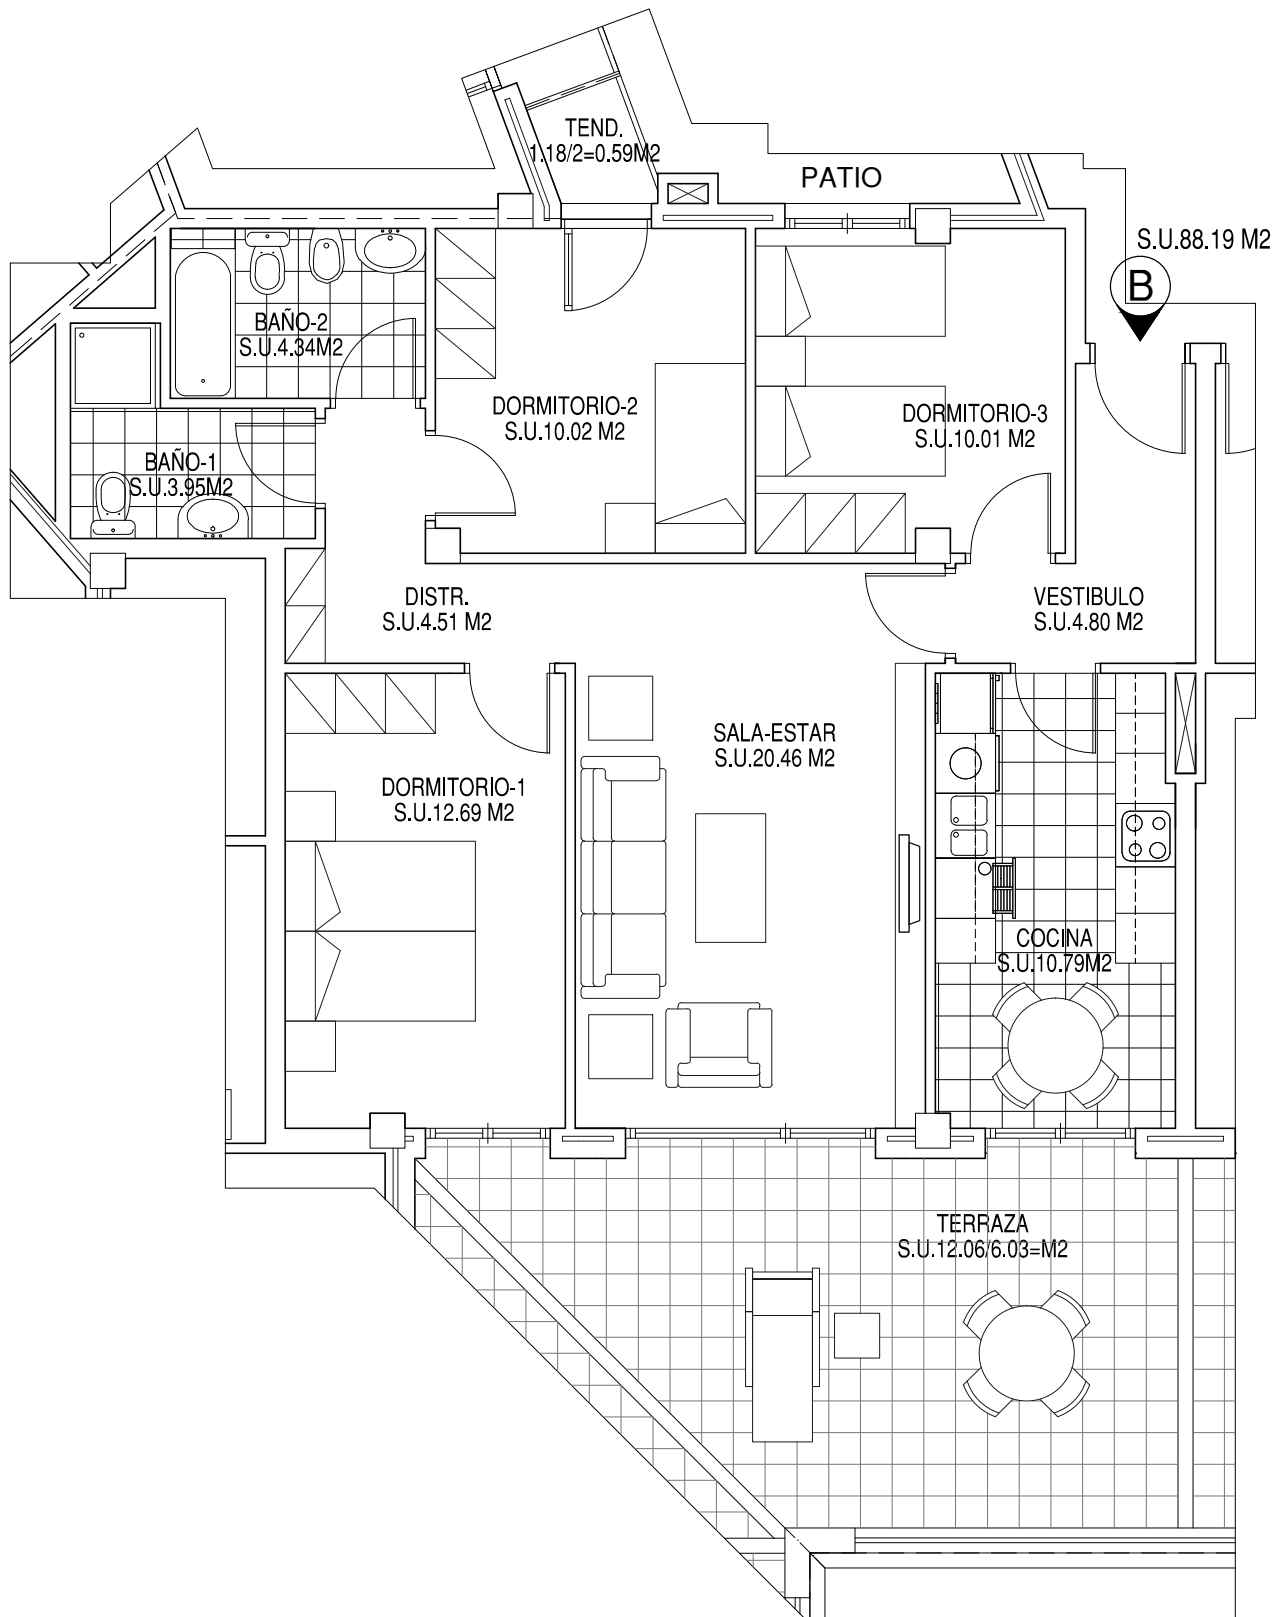 TEND.
1.18/2=0.59M2
PATIO
S.U.88.19 M2
B
BAÑO-2
S.U.4.34M2
DORMITORIO-2
S.U.10.02 M2
DORMITORIO-3
S.U.10.01 M2
BAÑO-1
S.U.3.95M2
DISTR.
S.U.4.51 M2
VESTIBULO
S.U.4.80 M2
SALA-ESTAR
S.U.20.46 M2
DORMITORIO-1
S.U.12.69 M2
COCINA
S.U.10.79M2
TERRAZA
S.U.12.06/6.03=M2